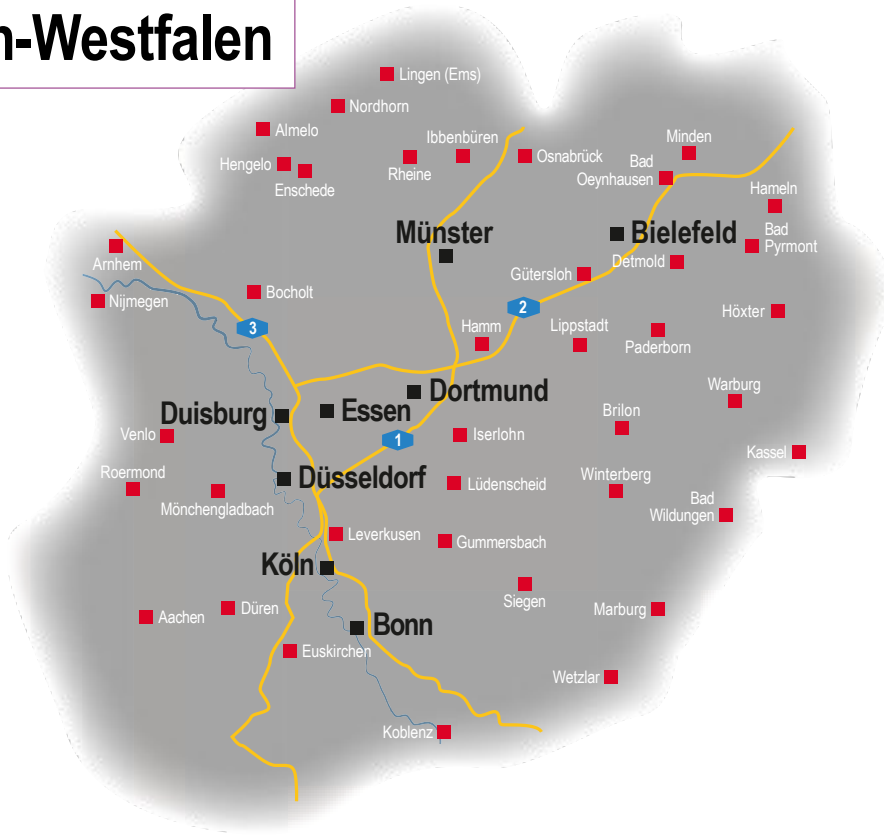 n-Westfalen
Lingen (Ems)
Nordhorn
Almelo
Ibbenbüren
Minden
Hengelo
Enschede
Rheine
Osnabrück
Bad
Oeynhausen
Hameln
Münster
Bielefeld
Bad
Pyrmont
Arnhem
Gütersloh
Detmold
Nijmegen
Bocholt
2
Höxter
3
Hamm
Lippstadt
Paderborn
Dortmund
Warburg
Duisburg
Essen
Brilon
Venlo
1
Iserlohn
Kassel
Roermond
Düsseldorf
Lüdenscheid
Winterberg
Mönchengladbach
Bad
Wildungen
Leverkusen
Gummersbach
Köln
Siegen
Aachen
Düren
Marburg
Bonn
Euskirchen
Wetzlar
Koblenz